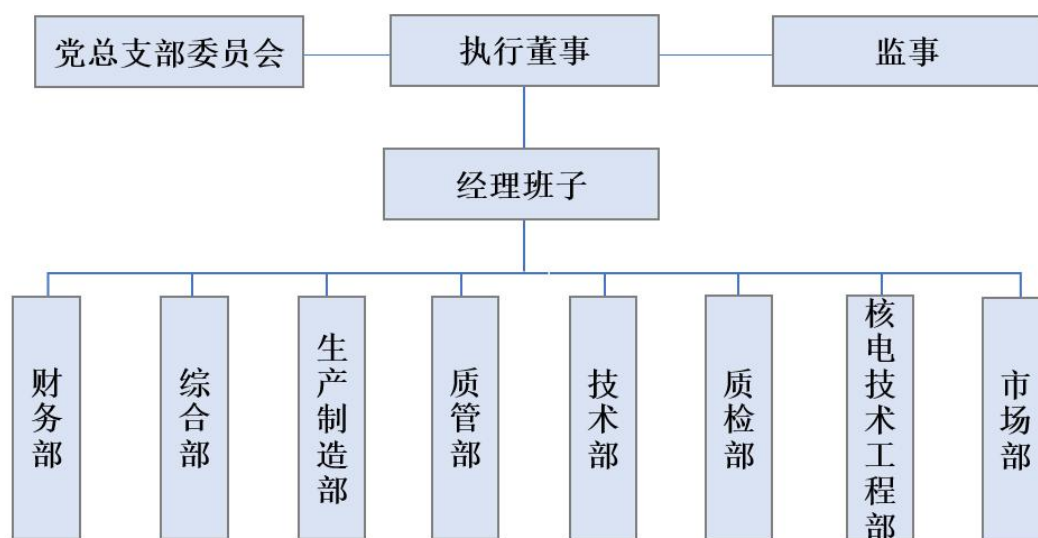 党总支部委员会
执行董事
监事
经理班子
财务部
综合部
生产制造部
质管部
技术部
质检部
核电技术工程部
市场部